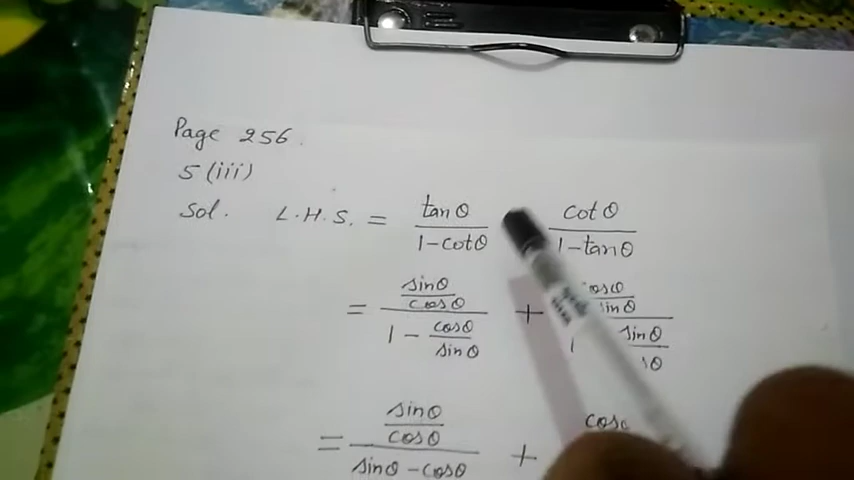 Page 256.
5 (iii)
Sol. L.H.S. = tanθ / 1-cotθ cotθ / 1-tanθ
= sinθ/cosθ / 1 - cosθ/sinθ + sinθ
= sinθ/cosθ / sinθ - cosθ +